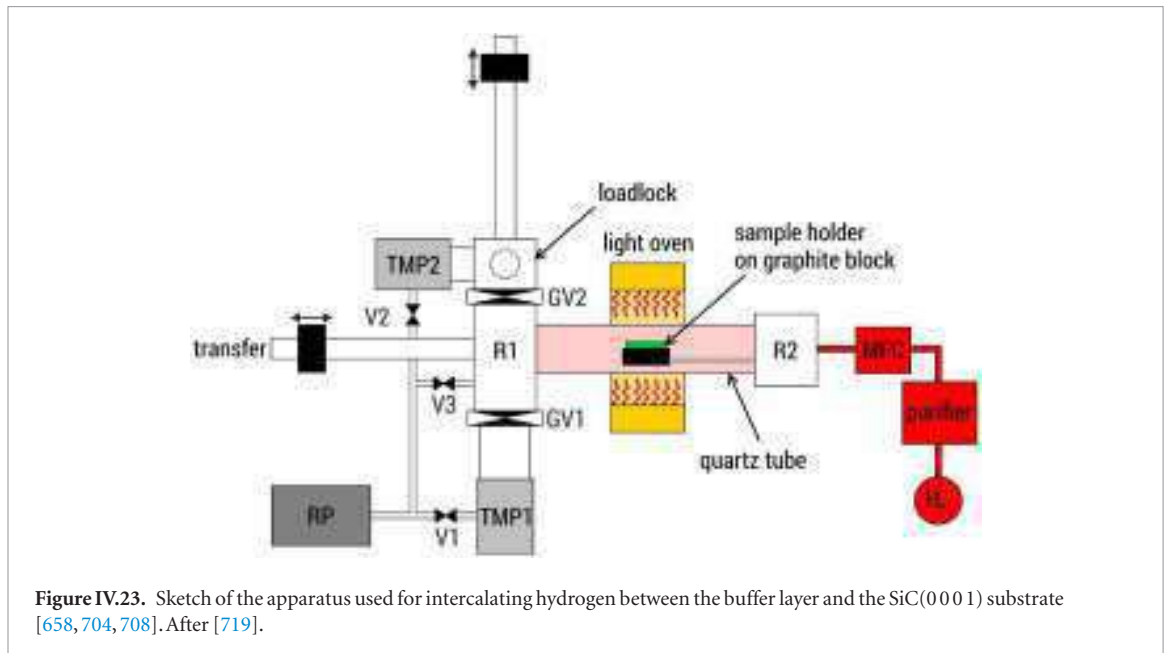 loadlock
light oven
sample holder
on graphite block
TMP2
GV2
V2
transfer
R1
R2
MFC
V3
GV1
purifier
quartz tube
RP
TMP1
V1
Figure IV.23. Sketch of the apparatus used for intercalating hydrogen between the buffer layer and the SiC(0 0 0 1) substrate
[658, 704, 708]. After [719].